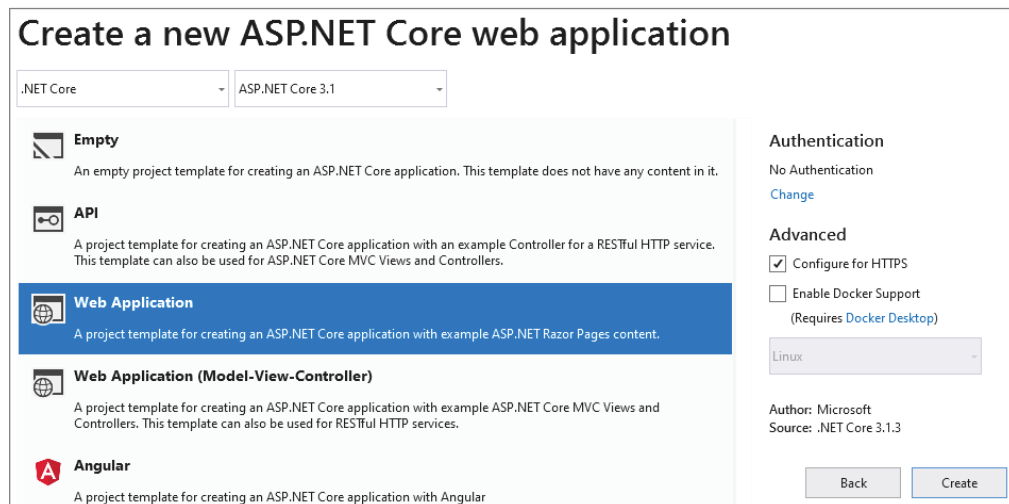 Create a new ASP.NET Core web application
.NET Core
ASP.NET Core 3.1
Empty
An empty project template for creating an ASP.NET Core application. This template does not have any content in it.
API
A project template for creating an ASP.NET Core application with an example Controller for a RESTful HTTP service.
This template can also be used for ASP.NET Core MVC Views and Controllers.
Web Application
A project template for creating an ASP.NET Core application with example ASP.NET Razor Pages content.
Web Application (Model-View-Controller)
A project template for creating an ASP.NET Core application with example ASP.NET Core MVC Views and
Controllers. This template can also be used for RESTful HTTP services.
Angular
A project template for creating an ASP.NET Core application with Angular
Authentication
No Authentication
Change
Advanced
Configure for HTTPS
Enable Docker Support
(Requires Docker Desktop)
Linux
Author: Microsoft
Source: .NET Core 3.1.3
Back
Create